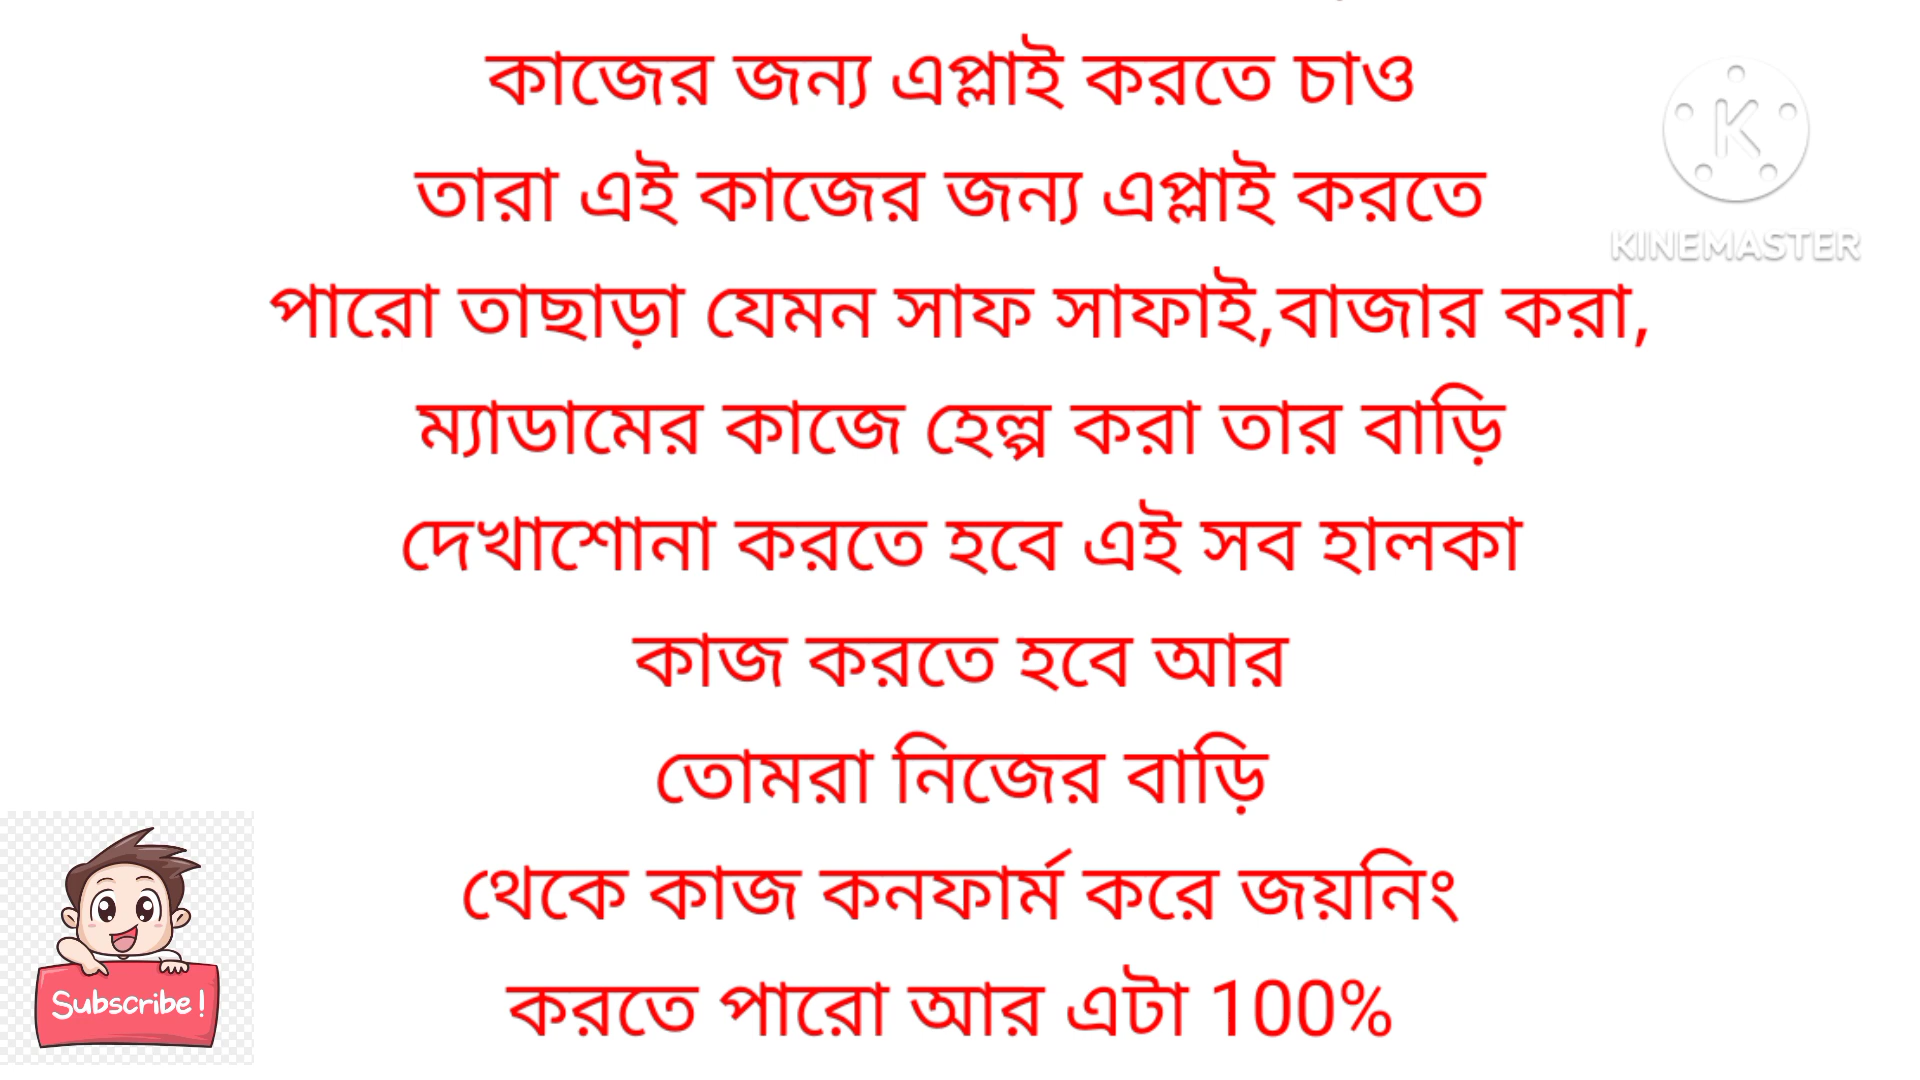 কাজের জন্য এপ্লাই করতে চাও
তারা এই কাজের জন্য এপ্লাই করতে
পারো তাছাড়া যেমন সাফ সাফাই,বাজার করা,
ম্যাডামের কাজে হেল্প করা তার বাড়ি
দেখাশোনা করতে হবে এই সব হালকা
কাজ করতে হবে আর
তোমরা নিজের বাড়ি
থেকে কাজ কনফার্ম করে জয়নিং
করতে পারো আর এটা 100%
K
KINEMASTER
Subscribe!